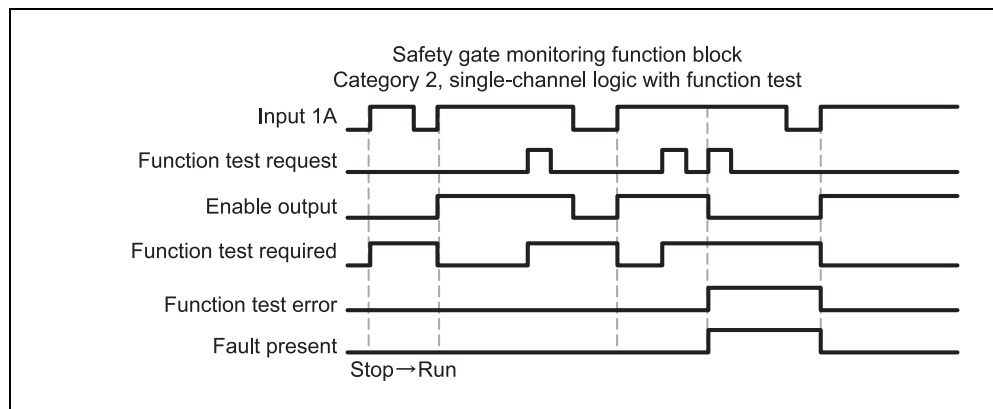 Safety gate monitoring function block
Category 2, single-channel logic with function test
Input 1A
Function test request
Enable output
Function test required
Function test error
Fault present
Stop→Run